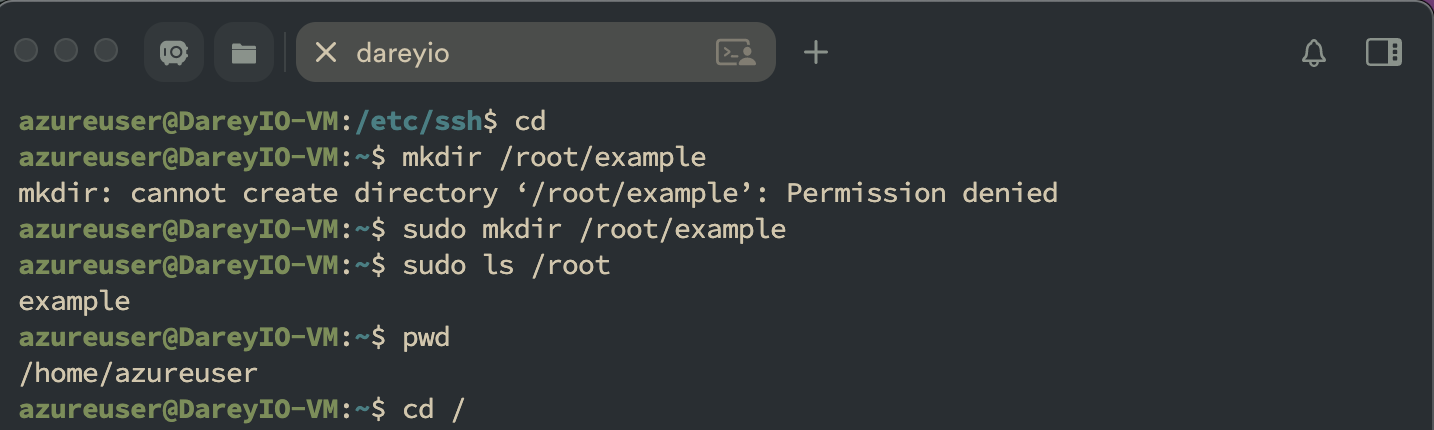 dareyio
azureuser@DareyIO-VM:/etc/ssh$ cd
azureuser@DareyIO-VM:~$ mkdir /root/example
mkdir: cannot create directory ‘/root/example’: Permission denied
azureuser@DareyIO-VM:~$ sudo mkdir /root/example
azureuser@DareyIO-VM:~$ sudo ls /root
example
azureuser@DareyIO-VM:~$ pwd
/home/azureuser
azureuser@DareyIO-VM:~$ cd /